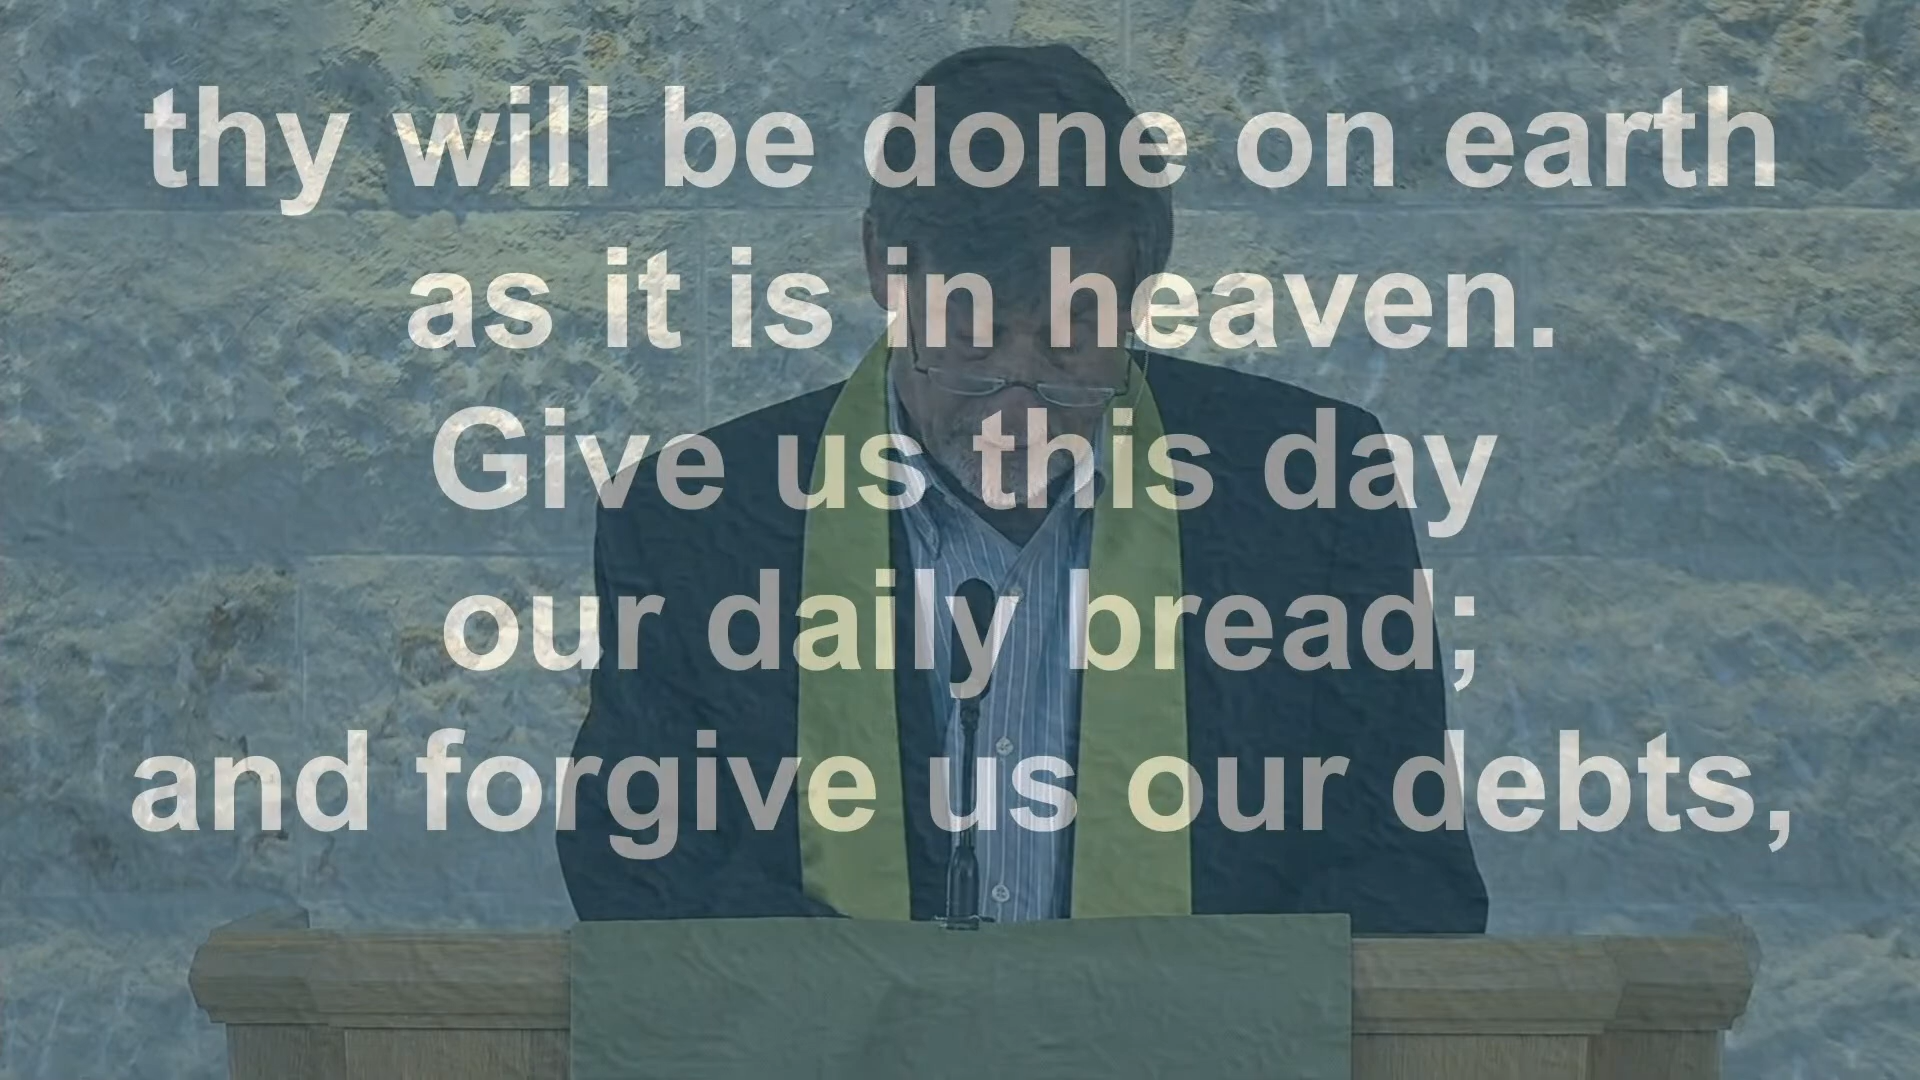 thy will be done on earth
as it is in heaven.
Give us this day
our daily bread;
and forgive us our debts,